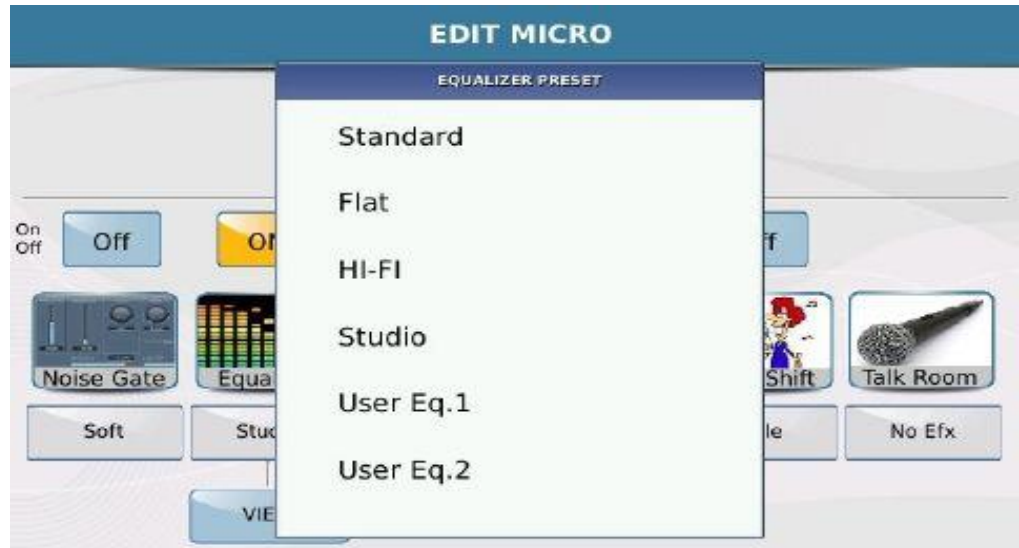 EDIT MICRO
EQUALIZER PRESET
Standard
Flat
HI-FI
Studio
User Eq.1
User Eq.2
On
Off
Off
Noise Gate
Shift
Talk Room
Soft
No Efx